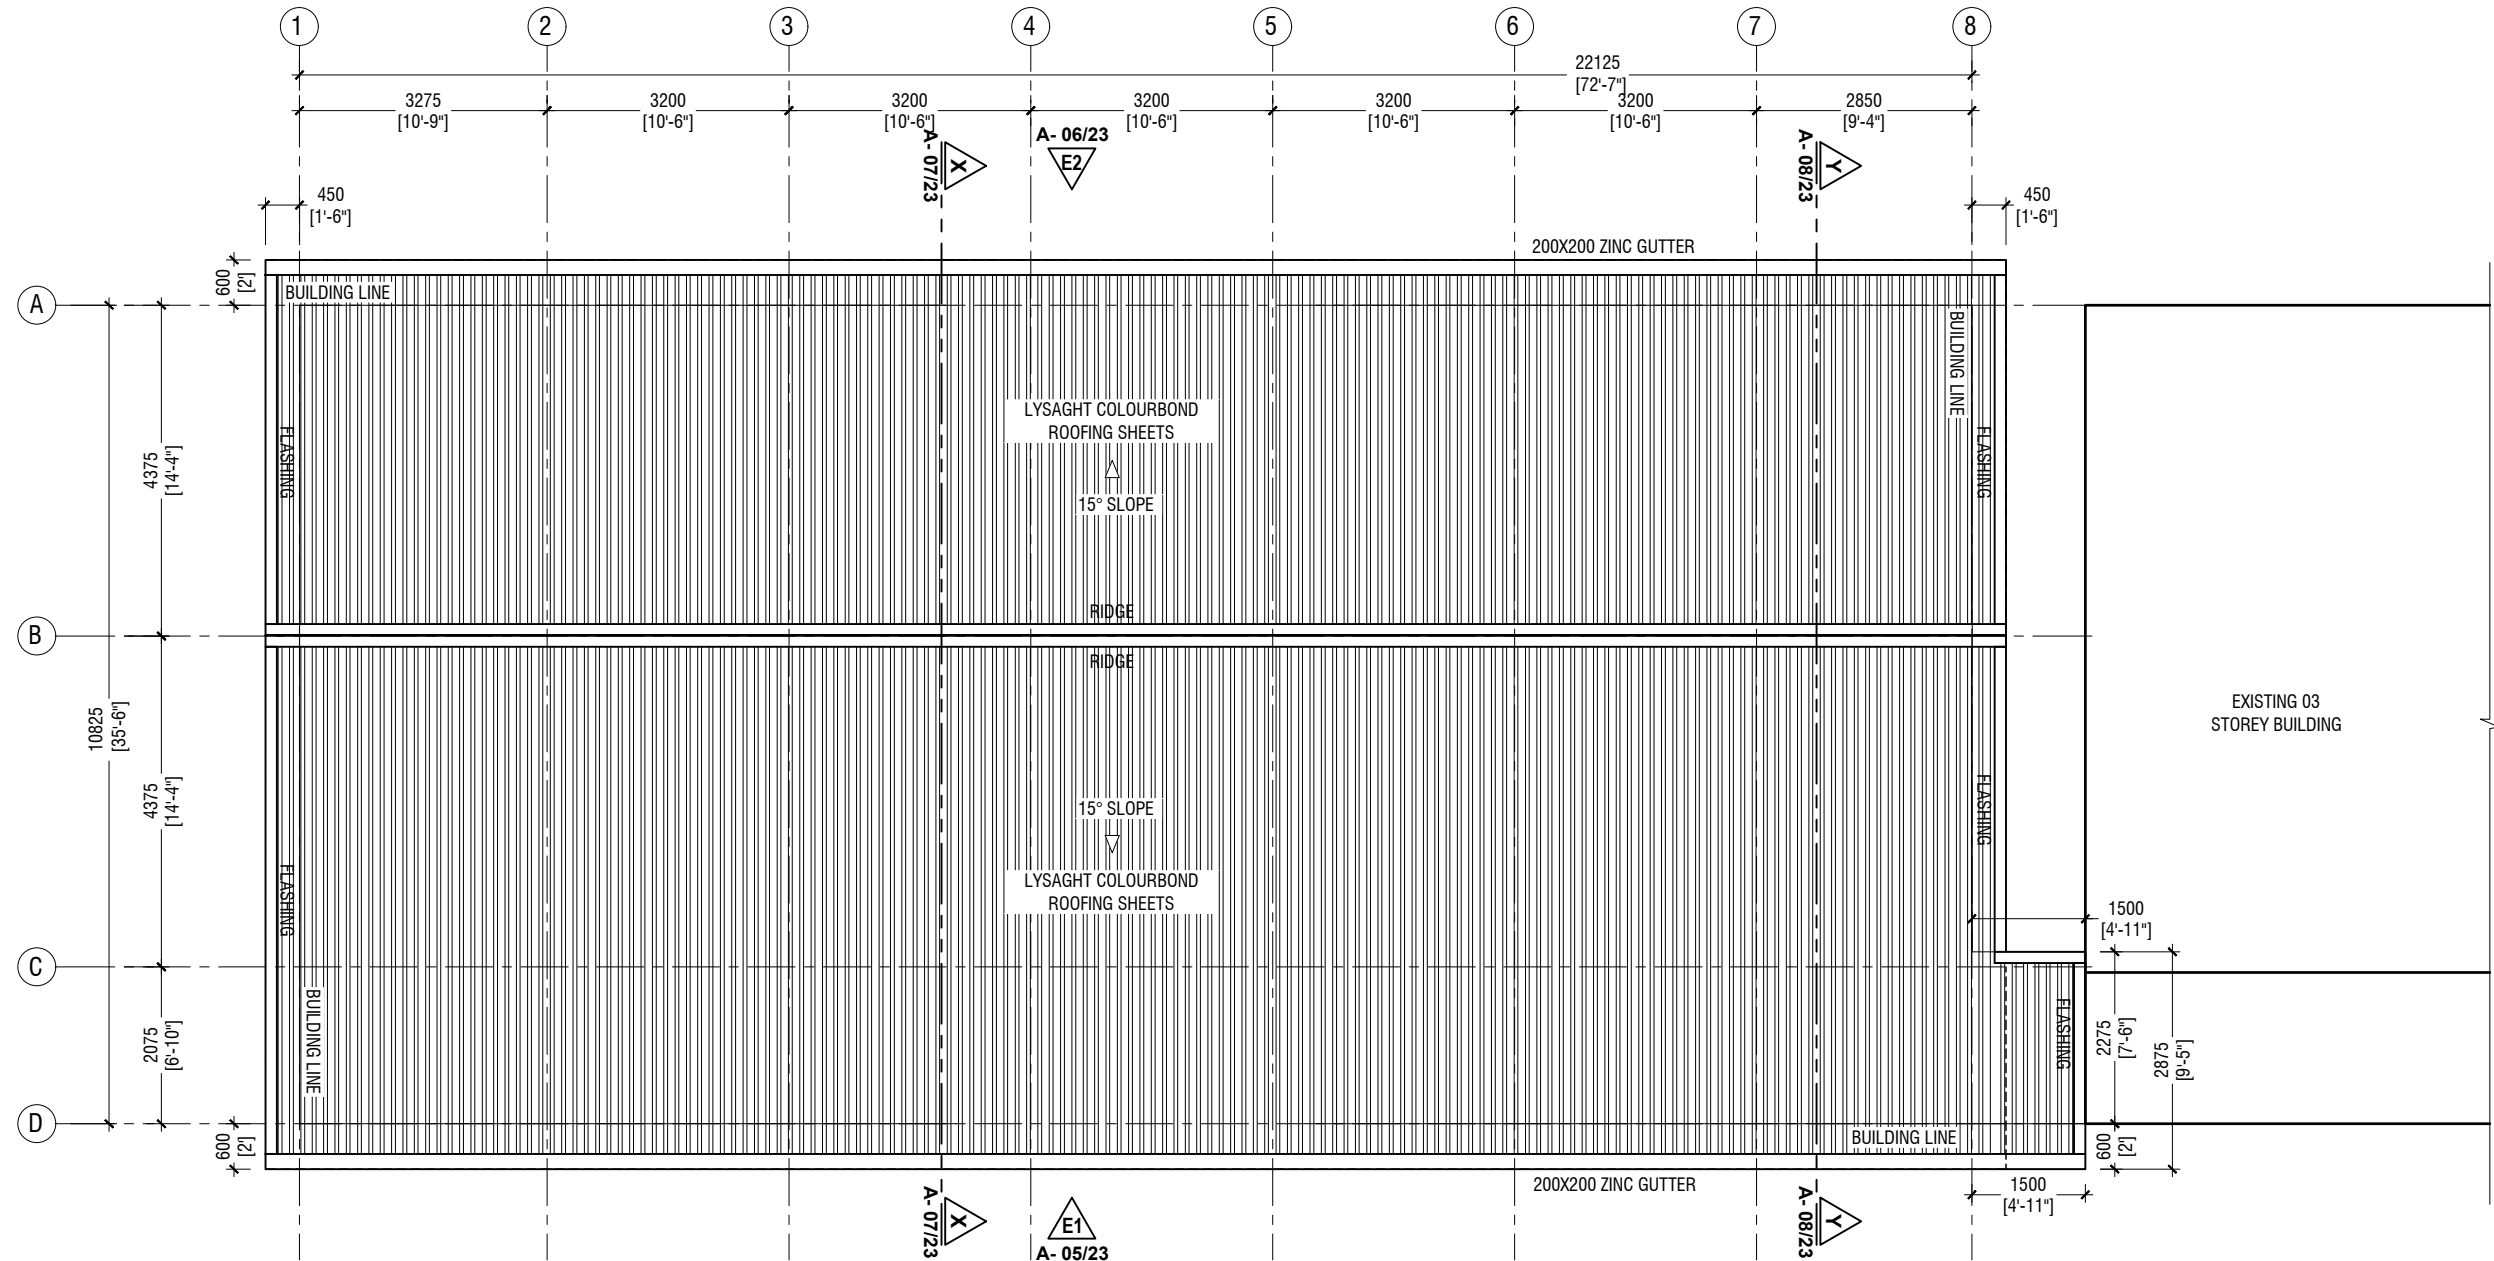 1
2
3
4
5
6
7
8
22125
[72'-7"]
3275
[10'-9"]
3200
[10'-6"]
3200
[10'-6"]
3200
[10'-6"]
3200
[10'-6"]
3200
[10'-6"]
2850
[9'-4"]
A- 07/23
X
A- 06/23
E2
A- 08/23
Y
450
[1'-6"]
450
[1'-6"]
200X200 ZINC GUTTER
600
[2']
A
BUILDING LINE
BUILDING LINE
LYSAGHT COLOURBOND
ROOFING SHEETS
FLASHING
FLASHING
4375
[14'-4"]
15° SLOPE
RIDGE
B
RIDGE
10825
[35'-6"]
EXISTING 03
STOREY BUILDING
4375
[14'-4"]
15° SLOPE
FLASHING
LYSAGHT COLOURBOND
ROOFING SHEETS
FLASHING
1500
[4'-11"]
C
BUILDING LINE
2075
[6'-10"]
FLASHING
2275
[7'-6"]
2875
[9'-5"]
D
BUILDING LINE
600
[2']
600
[2']
200X200 ZINC GUTTER
1500
[4'-11"]
A- 07/23
X
E1
A- 05/23
A- 08/23
Y